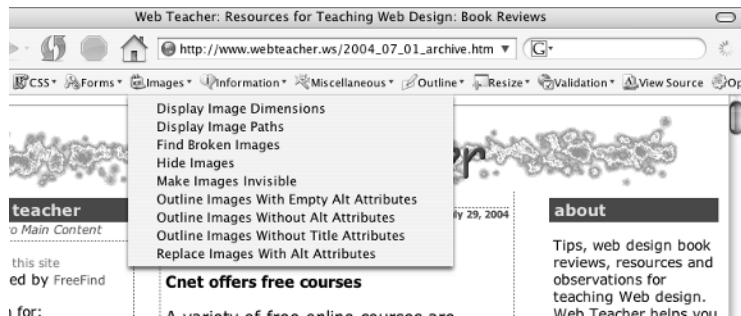 Web Teacher: Resources for Teaching Web Design: Book Reviews
http://www.webteacher.ws/2004_07_01_archive.htm G
CSS Forms Images Information Miscellaneous Outline Resize Validation View Source Op
Display Image Dimensions
Display Image Paths
Find Broken Images
Hide Images
Make Images Invisible
Outline Images With Empty Alt Attributes
Outline Images Without Alt Attributes
Outline Images Without Title Attributes
Replace Images With Alt Attributes
er
teacher
o Main Content
this site
ed by FreeFind
for:
ly 29, 2004
Cnet offers free courses
A variety of free online courses are
about
Tips, web design book
reviews, resources and
observations for
teaching Web design.
Web Teacher helps you